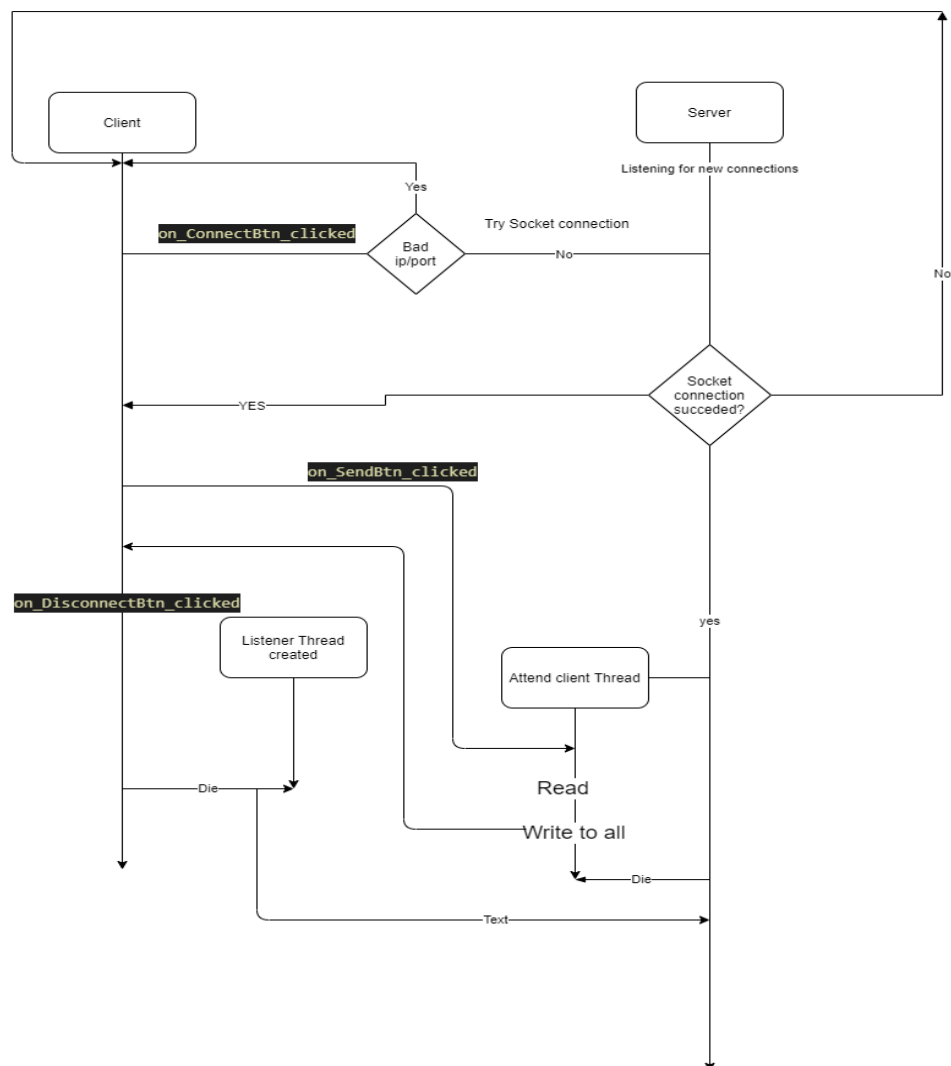 Client
Server
Listening for new connections
Yes
on_ConnectBtn_clicked
Try Socket connection
Bad
ip/port
No
No
Socket
connection
succeded?
YES
on_SendBtn_clicked
on_DisconnectBtn_clicked
yes
Listener Thread
created
Attend client Thread
Die
Read
Write to all
Die
Text